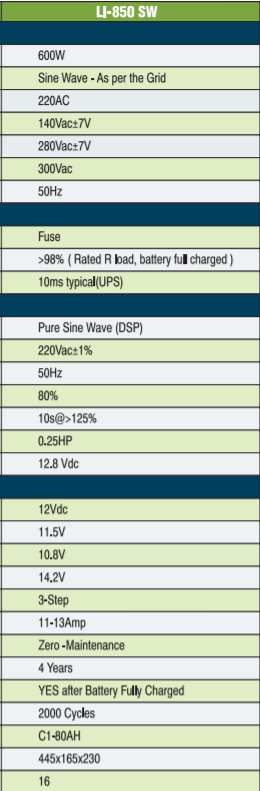 LI-850 SW
600W
Sine Wave - As per the Grid
220AC
140Vac±7V
280Vac±7V
300Vac
50Hz
Fuse
>98% ( Rated R load, battery full charged )
10ms typical(UPS)
Pure Sine Wave (DSP)
220Vac±1%
50Hz
80%
10s@>125%
0.25HP
12.8 Vdc
12Vdc
11.5V
10.8V
14.2V
3-Step
11-13Amp
Zero -Maintenance
4 Years
YES after Battery Fully Charged
2000 Cycles
C1-80AH
445x165x230
16